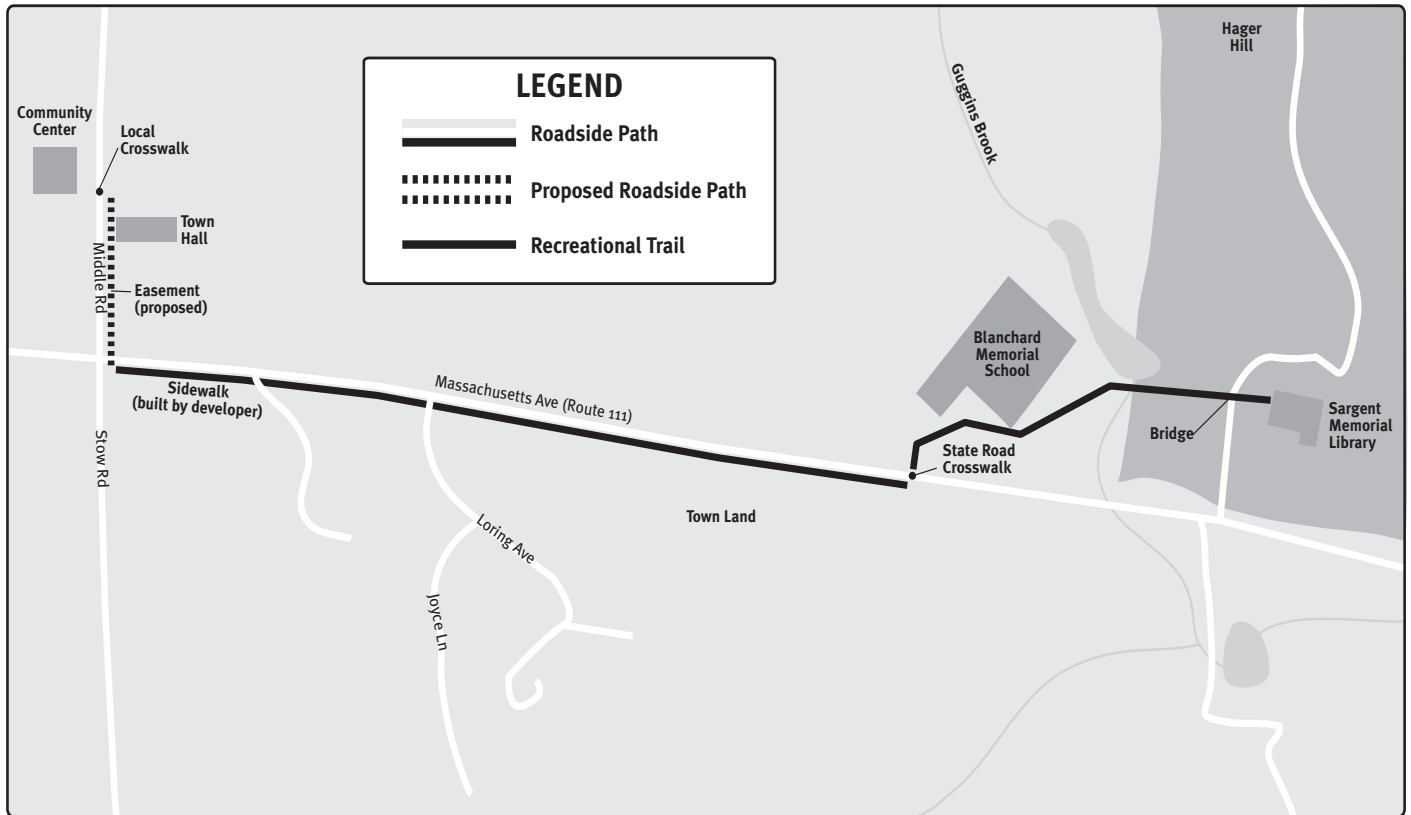 Hager
Hill
Guggins Brook
LEGEND
Roadside Path
Proposed Roadside Path
Recreational Trail
Community
Center
Local
Crosswalk
Town
Hall
Middle Rd
Easement
(proposed)
Sidewalk
(built by developer)
Massachusetts Ave (Route 111)
Blanchard
Memorial
School
Bridge
Sargent
Memorial
Library
State Road
Crosswalk
Stow Rd
Town Land
Loring Ave
Joyce Ln